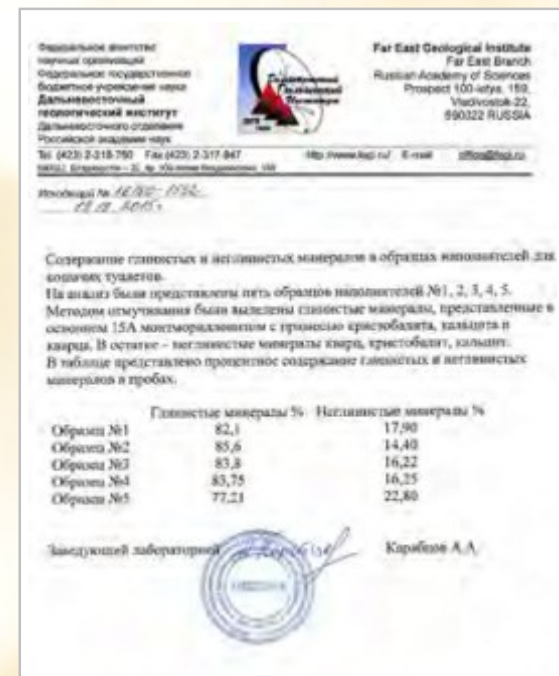 Федеральное агентство
научных организаций
Федеральное государственное
бюджетное учреждение науки
Дальневосточный
геологический институт
Дальневосточного отделения
Российской академии наук
Far East Geological Institute
Far East Branch
Russian Academy of Sciences
Prospect 100-letya, 159,
Vladivostok-22,
690022 RUSSIA
Tel. (423) 2-318-750 Fax (423) 2-317-847 E-mail
Содержание глинистых и неглинистых минералов в образцах наполнителей для
кошачьих туалетов.
На анализ были представлены пять образцов наполнителей №1, 2, 3, 4, 5.
Методом отмучивания были выделены глинистые минералы, представленные в
основном 15А монтмориллонитом с примесью кристобалита, кальцита и
кварца. В остатке – неглинистые минералы кварц, кристобалит, кальцит.
В таблице представлено процентное содержание глинистых и неглинистых
минералов в пробах.
Глинистые минералы % Неглинистые минералы %
Образец №1 82,1 17,90
Образец №2 85,6 14,40
Образец №3 83,8 16,22
Образец №4 83,75 16,25
Образец №5 77,21 22,80
Заведующий лабораторией Карабцов А.А.